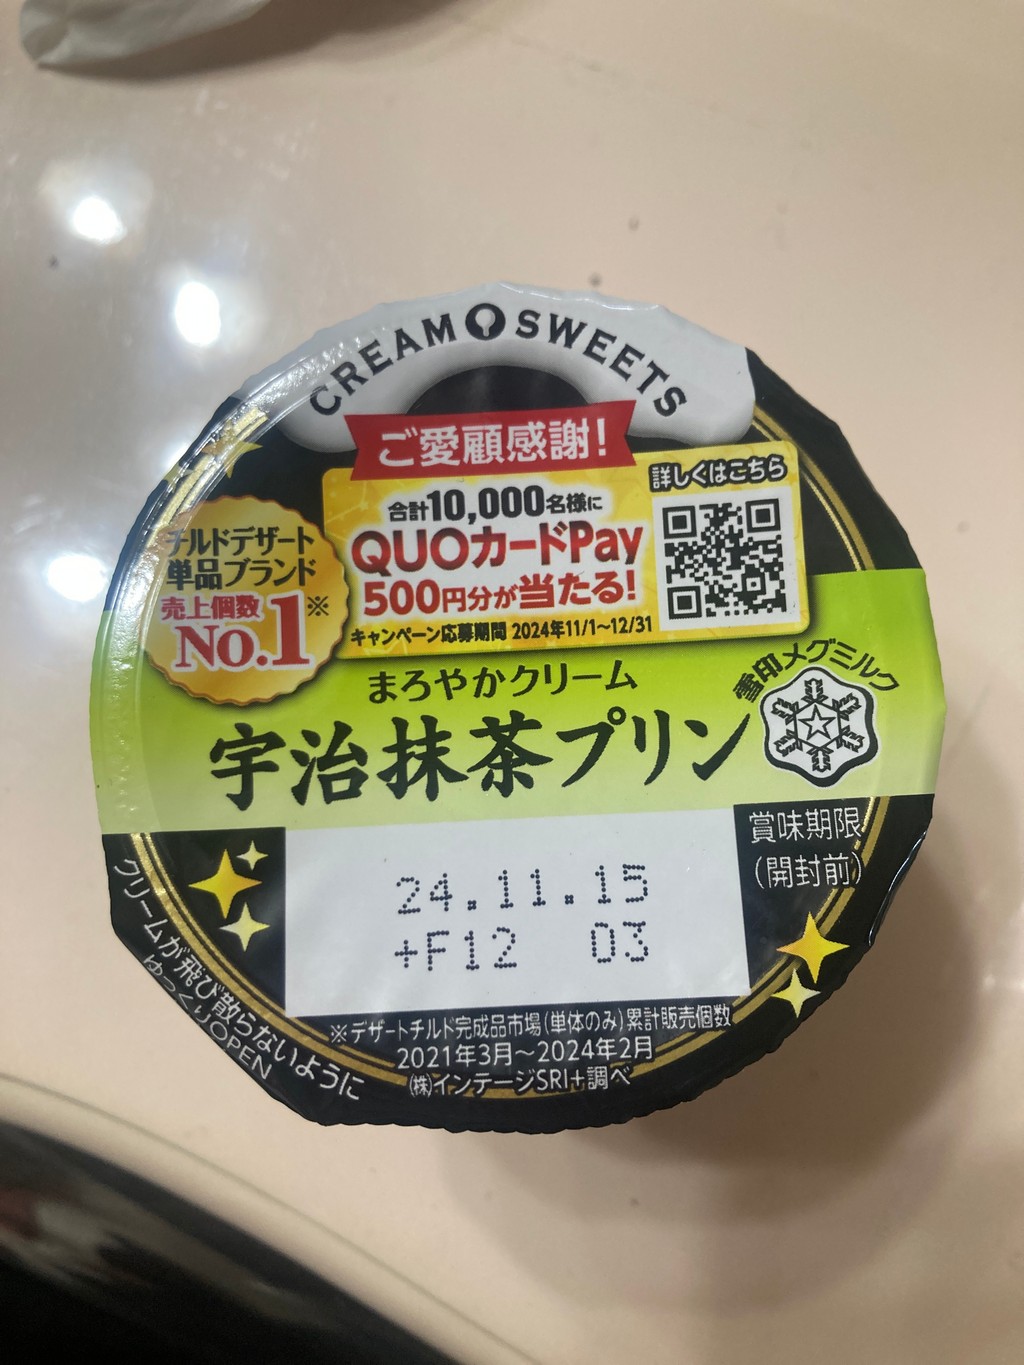 CREAM SWEETS
ご愛顧感謝!
詳しくはこちら
合計10,000名様に
QUOカードPay
500円分が当たる!
キャンペーン応募期間 2024年11/1〜12/31
チルドデザート
単品ブランド
売上個数
No.1※
雪印メグミルク
まろやかクリーム
宇治抹茶プリン
賞味期限
(開封前)
24.11.15
+F12 03
クリームが飛び散らないように
ゆっくりOPEN
※デザートチルド完成品市場(単体のみ)累計販売個数
2021年3月〜2024年2月
(株)インテージSRI+調べ